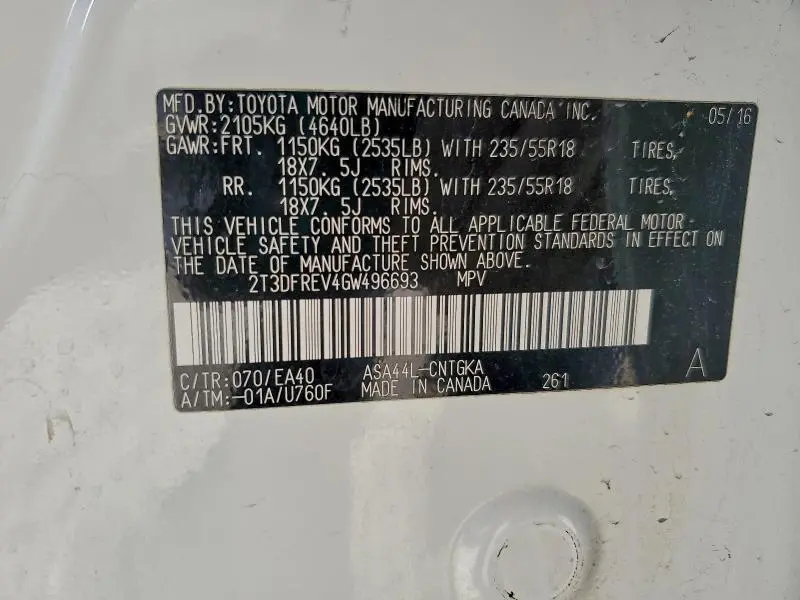 MFD.BY:TOYOTA MOTOR MANUFACTURING CANADA INC. 05/16
GVWR:2105KG (4640LB)
GAWR:FRT. 1150KG (2535LB) WITH 235/55R18 TIRES,
18X7.5J RIMS.
RR. 1150KG (2535LB) WITH 235/55R18 TIRES,
18X7.5J RIMS.
THIS VEHICLE CONFORMS TO ALL APPLICABLE FEDERAL MOTOR
VEHICLE SAFETY AND THEFT PREVENTION STANDARDS IN EFFECT ON
THE DATE OF MANUFACTURE SHOWN ABOVE.
2T3DFREV4GW496693 MPV
C/TR:070/EA40 ASA44L-CNTGKA A
A/TM:-01A/U760F MADE IN CANADA 261